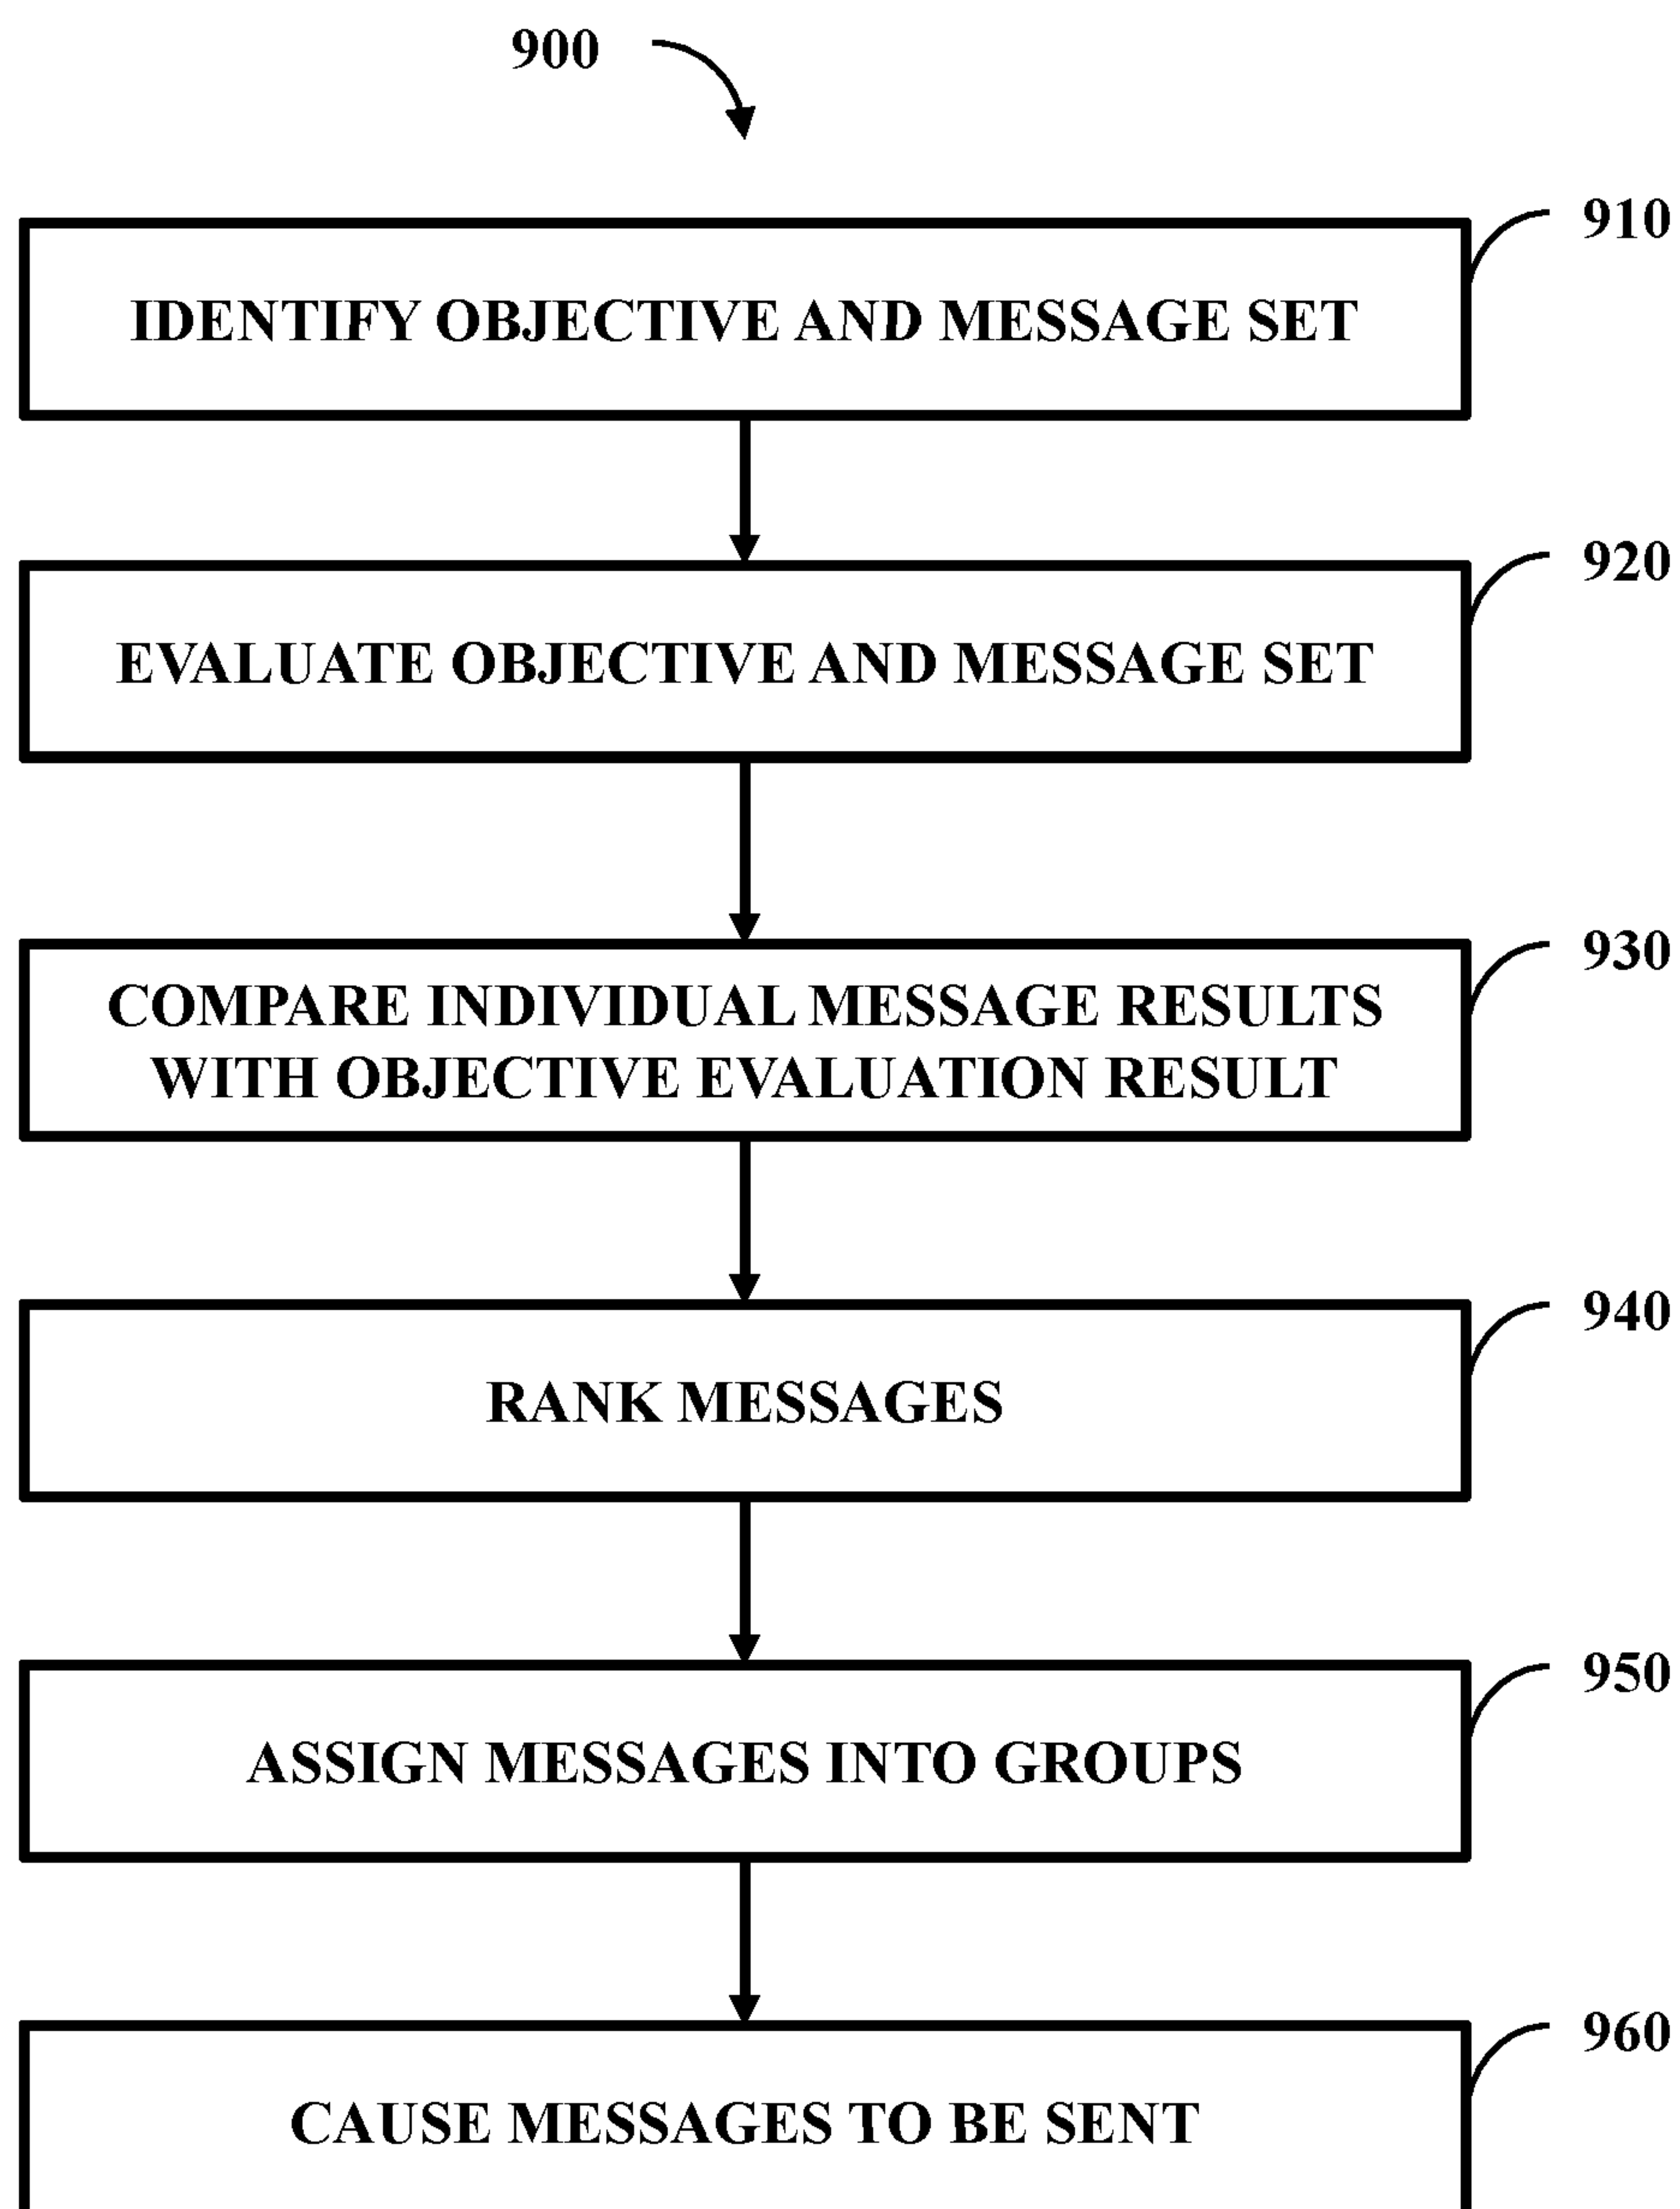 900
910
IDENTIFY OBJECTIVE AND MESSAGE SET
920
EVALUATE OBJECTIVE AND MESSAGE SET
930
COMPARE INDIVIDUAL MESSAGE RESULTS
WITH OBJECTIVE EVALUATION RESULT
940
RANK MESSAGES
950
ASSIGN MESSAGES INTO GROUPS
960
CAUSE MESSAGES TO BE SENT